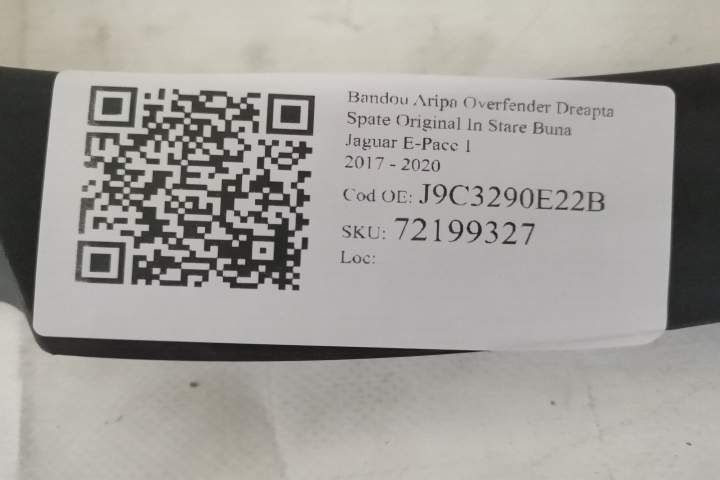 Bandou Aripa Overfender Dreapta
Spate Original In Stare Buna
Jaguar E-Pace 1
2017 - 2020
Cod OE: J9C3290E22B
SKU: 72199327
Loc: